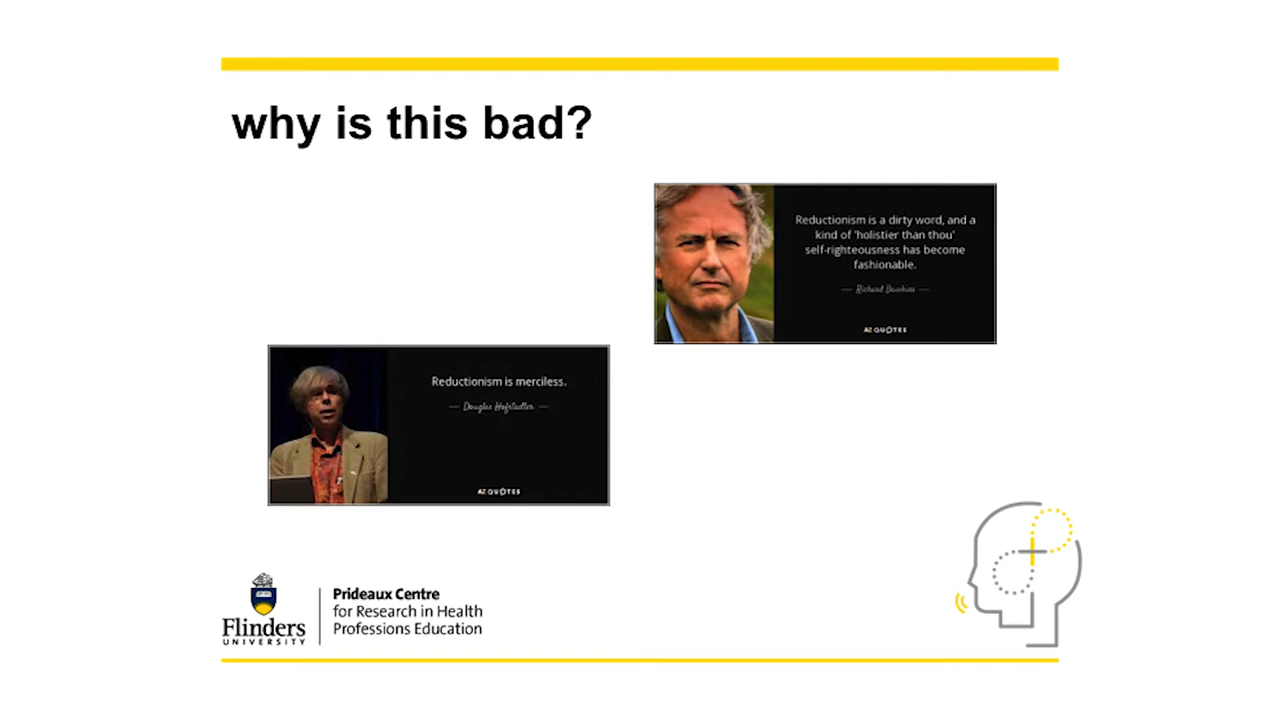 why is this bad?
Reductionism is a dirty word, and a
kind of 'holistier than thou'
self-righteousness has become
fashionable.
— Richard Dawkins —
AZ QUOTES
Reductionism is merciless.
— Douglas Hofstadter —
AZ QUOTES
Flinders
UNIVERSITY
Prideaux Centre
for Research in Health
Professions Education